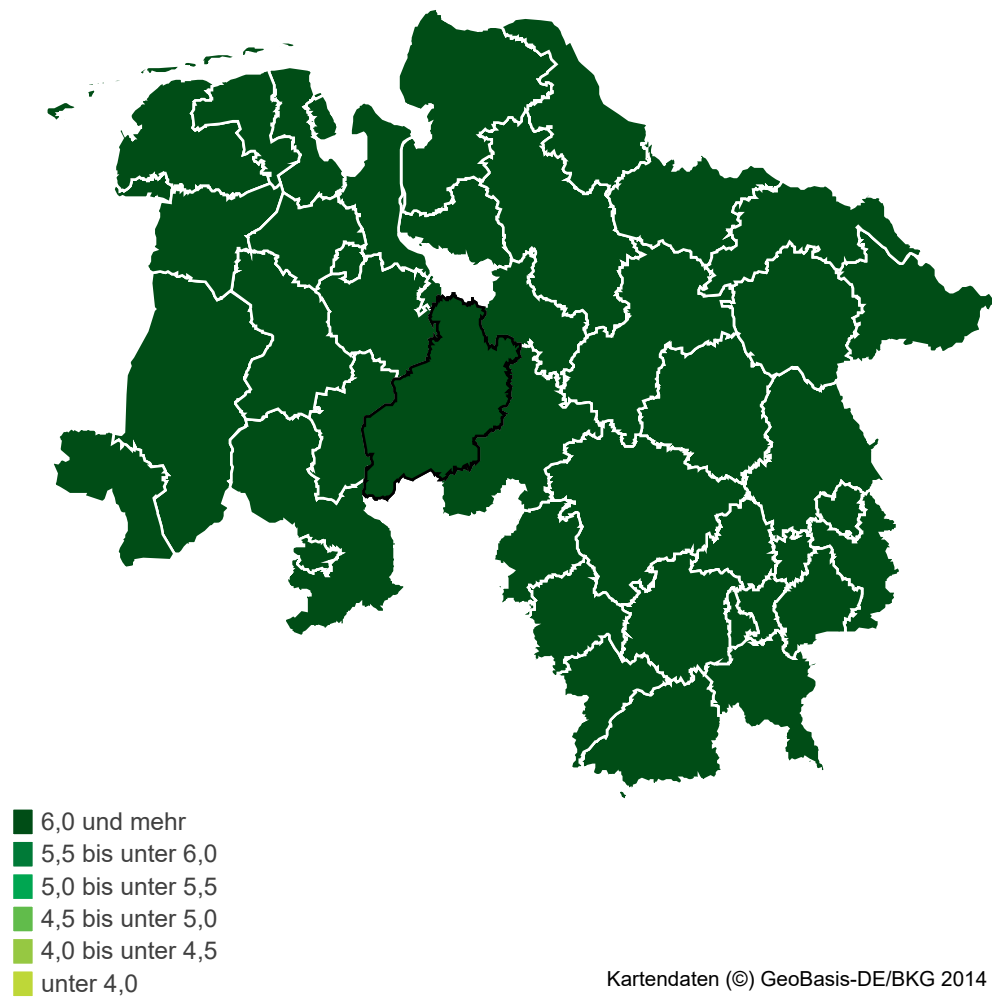 6,0 und mehr
5,5 bis unter 6,0
5,0 bis unter 5,5
4,5 bis unter 5,0
4,0 bis unter 4,5
unter 4,0
Kartendaten (©) GeoBasis-DE/BKG 2014